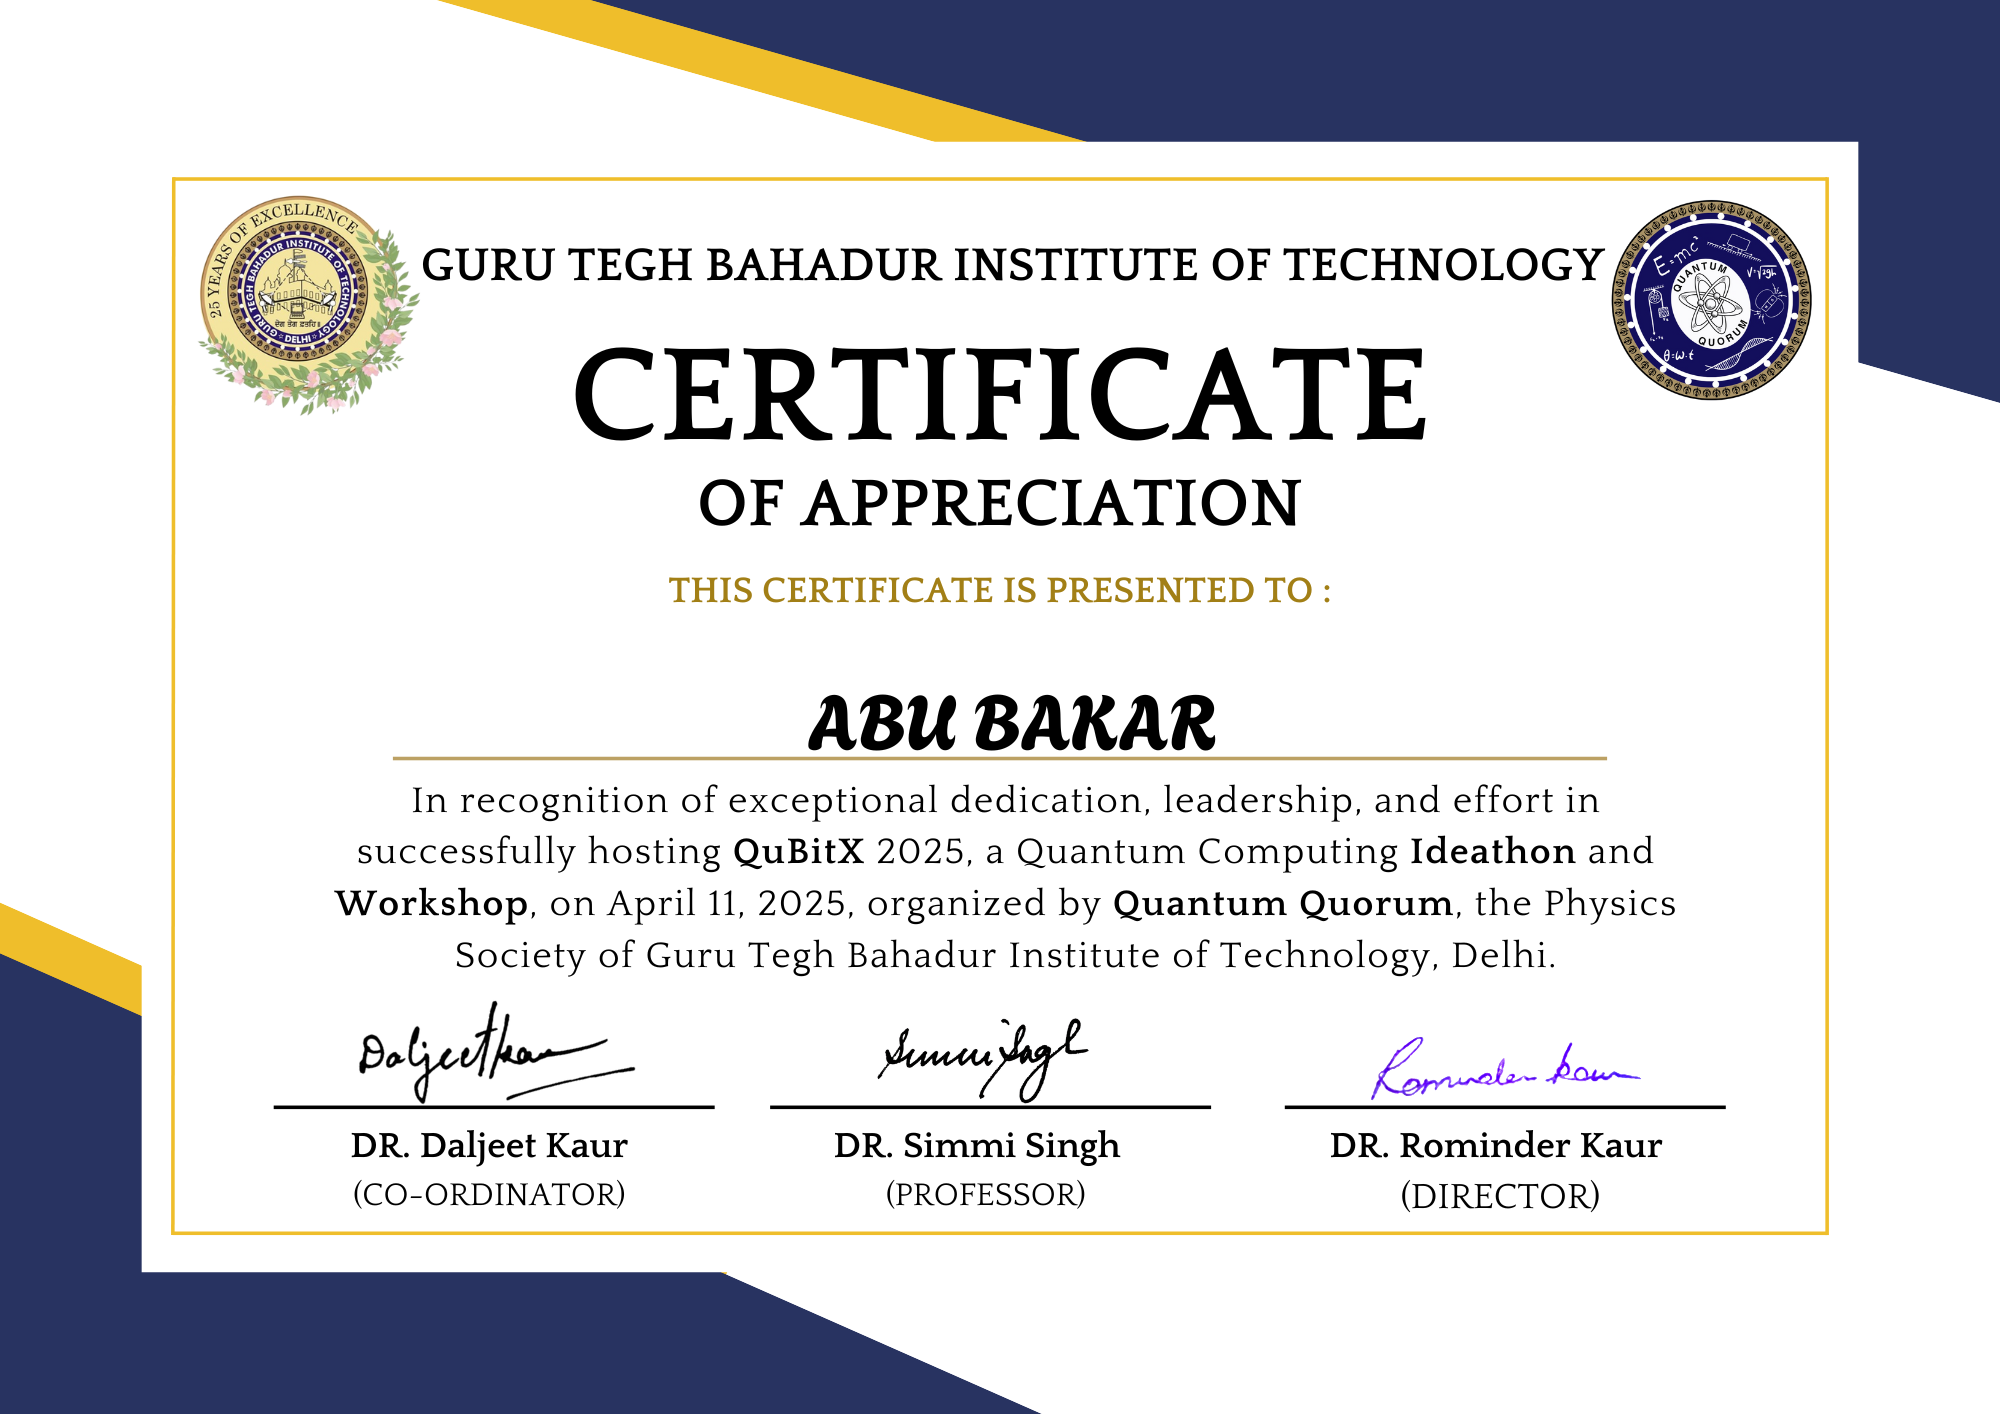 25 YEARS OF EXCELLENCE
GURU TEGH BAHADUR INSTITUTE OF TECHNOLOGY
DELHI
ਦੇਗ ਤੇਗ ਫ਼ਤਹਿ॥
GURU TEGH BAHADUR INSTITUTE OF TECHNOLOGY
E=mc²
V=√2gh
QUANTUM
QUORUM
θ=ω.t
CERTIFICATE
OF APPRECIATION
THIS CERTIFICATE IS PRESENTED TO :
ABU BAKAR
In recognition of exceptional dedication, leadership, and effort in
successfully hosting QuBitX 2025, a Quantum Computing Ideathon and
Workshop, on April 11, 2025, organized by Quantum Quorum, the Physics
Society of Guru Tegh Bahadur Institute of Technology, Delhi.
Daljeet Kaur
Rominder Kaur
DR. Daljeet Kaur
DR. Simmi Singh
DR. Rominder Kaur
(CO-ORDINATOR)
(PROFESSOR)
(DIRECTOR)